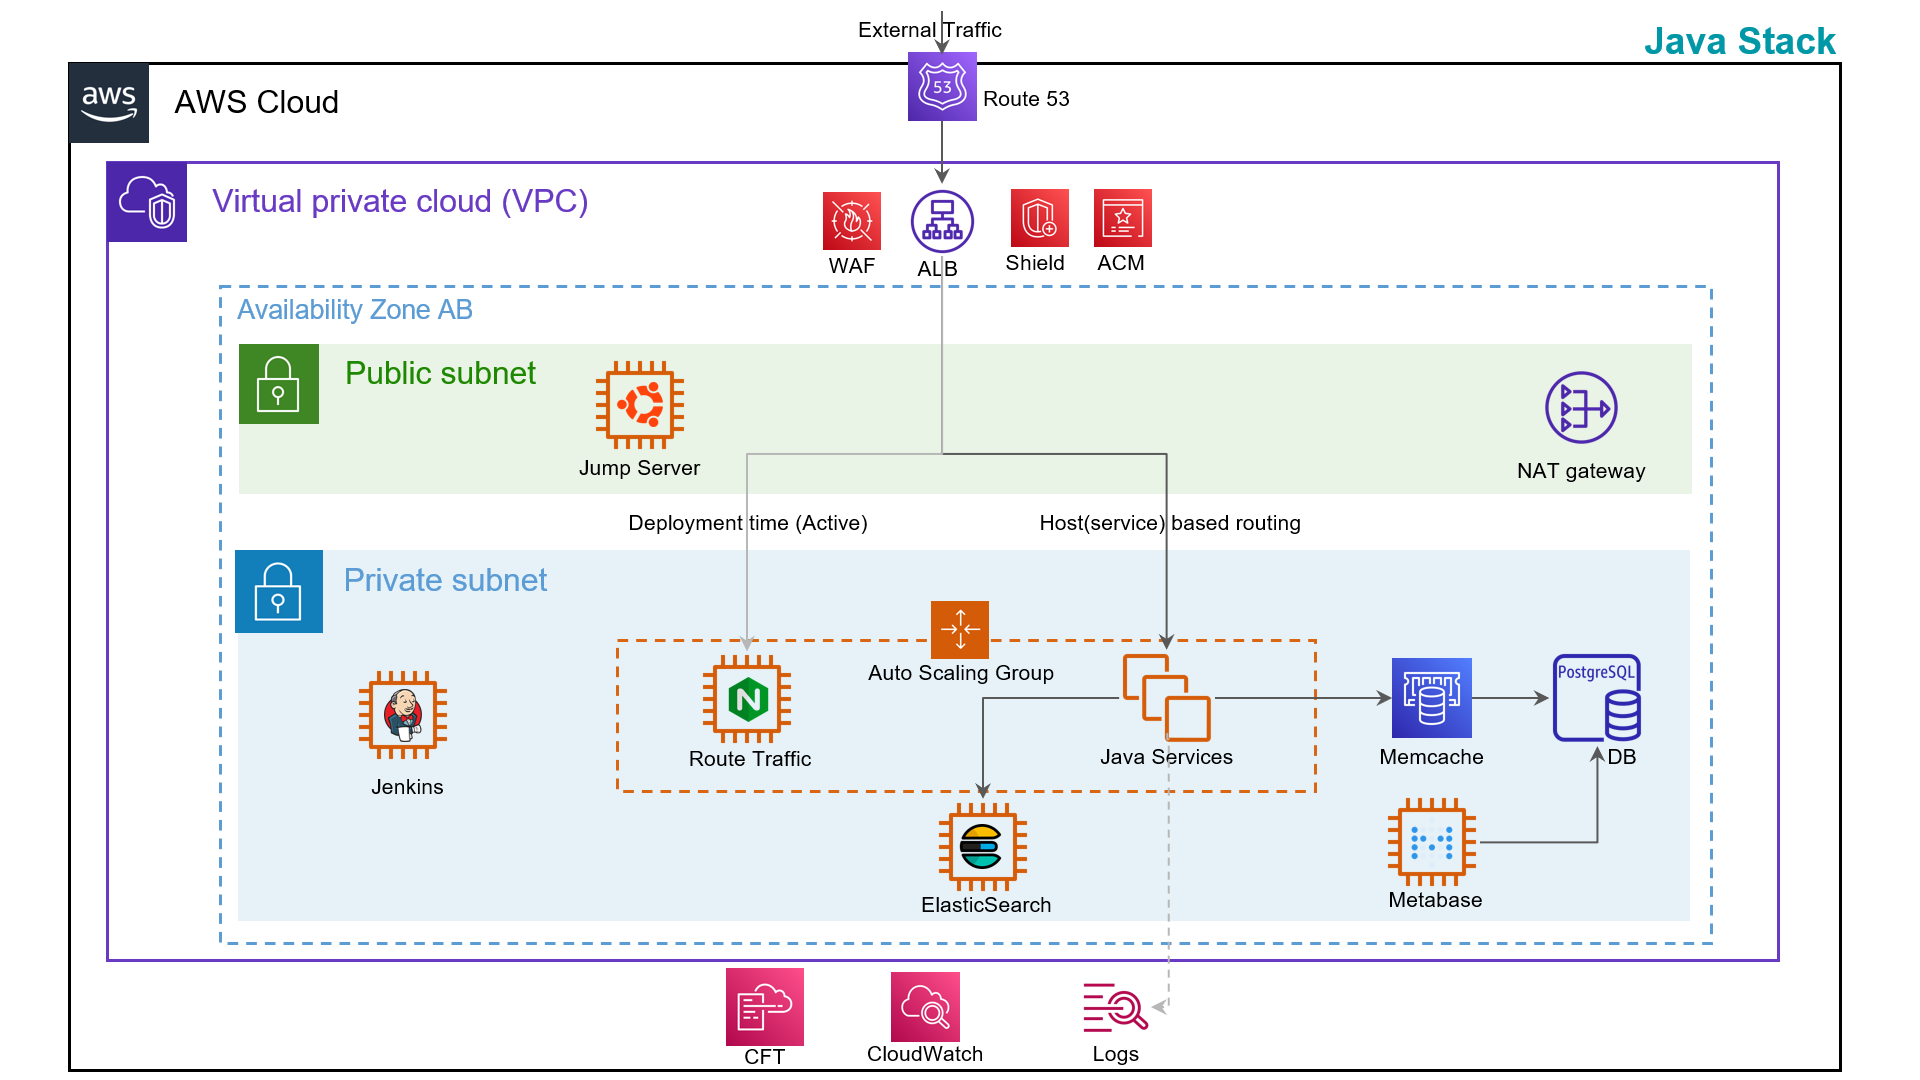 External Traffic
Java Stack
aws
AWS Cloud
53
Route 53
Virtual private cloud (VPC)
WAF
ALB
Shield
ACM
Availability Zone AB
Public subnet
Jump Server
NAT gateway
Deployment time (Active)
Host(service) based routing
Private subnet
Auto Scaling Group
N
PostgreSQL
Jenkins
Route Traffic
Java Services
Memcache
DB
ElasticSearch
Metabase
CFT
CloudWatch
Logs